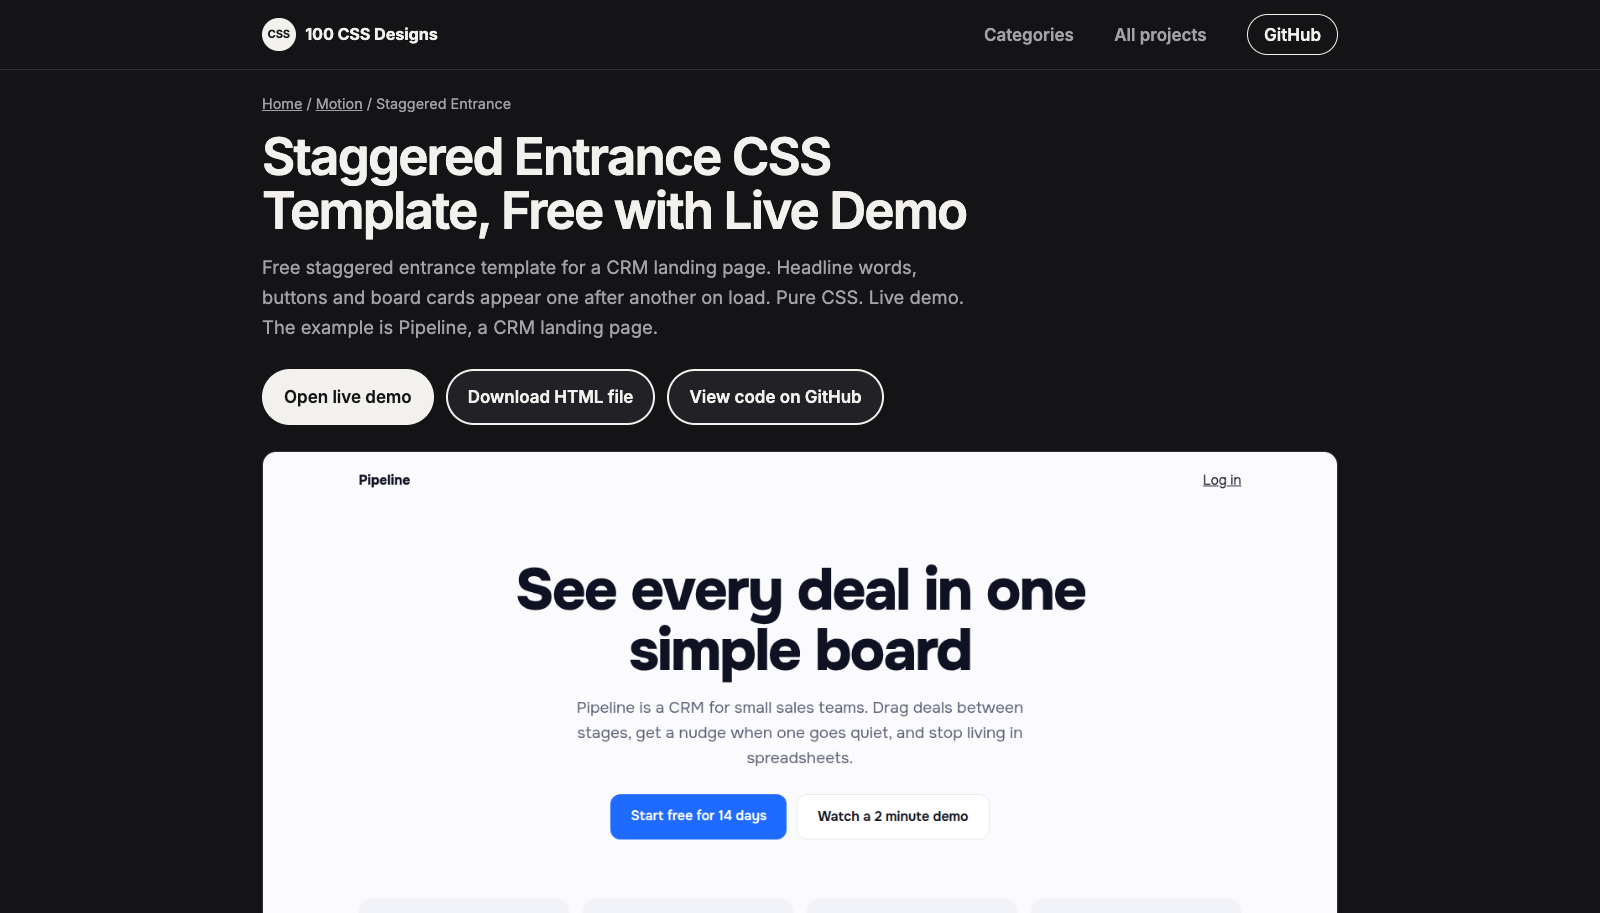 CSS 100 CSS Designs
Categories
All projects
GitHub
Home / Motion / Staggered Entrance
Staggered Entrance CSS
Template, Free with Live Demo
Free staggered entrance template for a CRM landing page. Headline words,
buttons and board cards appear one after another on load. Pure CSS. Live demo.
The example is Pipeline, a CRM landing page.
Open live demo
Download HTML file
View code on GitHub
Pipeline
Log in
See every deal in one
simple board
Pipeline is a CRM for small sales teams. Drag deals between
stages, get a nudge when one goes quiet, and stop living in
spreadsheets.
Start free for 14 days
Watch a 2 minute demo